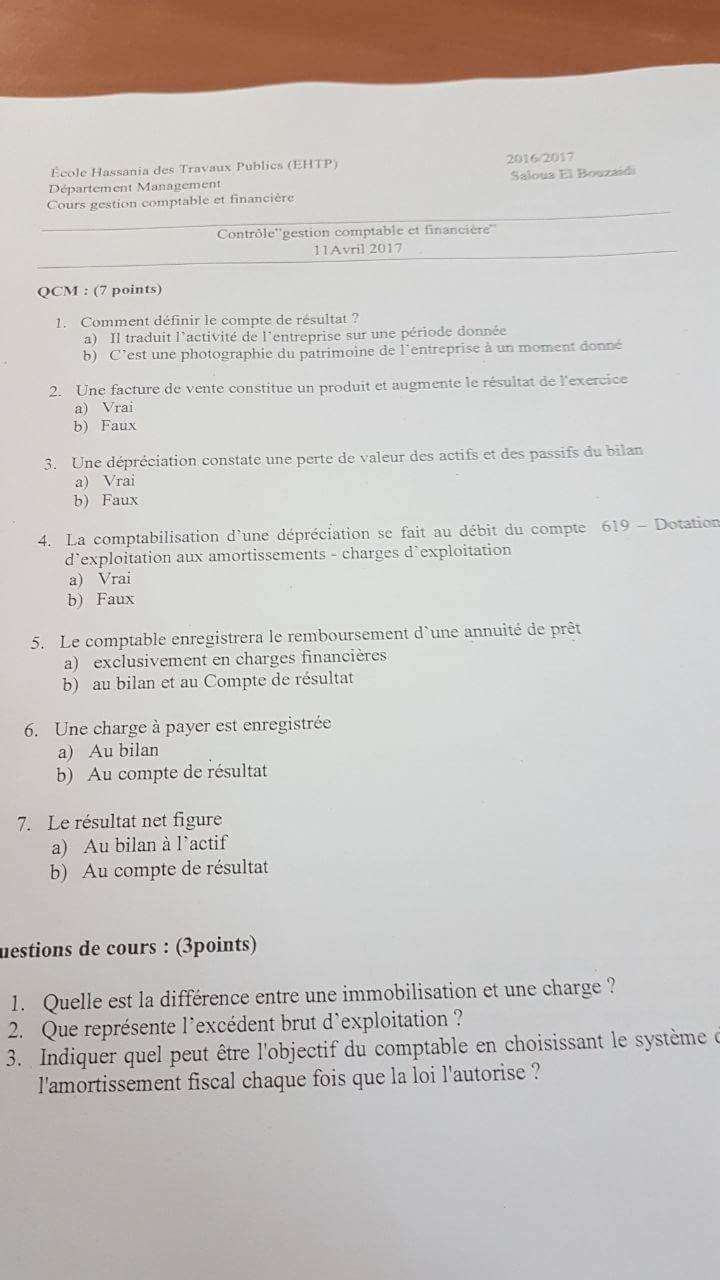 École Hassania des Travaux Publics (EHTP)
2016/2017
Département Management
Saloua El Bouzaidi
Cours gestion comptable et financière
Contrôle"gestion comptable et financière"
11Avril 2017
QCM : (7 points)
1. Comment définir le compte de résultat ?
a) Il traduit l'activité de l'entreprise sur une période donnée
b) C'est une photographie du patrimoine de l'entreprise à un moment donné
2. Une facture de vente constitue un produit et augmente le résultat de l'exercice
a) Vrai
b) Faux
3. Une dépréciation constate une perte de valeur des actifs et des passifs du bilan
a) Vrai
b) Faux
4. La comptabilisation d'une dépréciation se fait au débit du compte 619 – Dotation
d'exploitation aux amortissements - charges d'exploitation
a) Vrai
b) Faux
5. Le comptable enregistrera le remboursement d'une annuité de prêt
a) exclusivement en charges financières
b) au bilan et au Compte de résultat
6. Une charge à payer est enregistrée
a) Au bilan
b) Au compte de résultat
7. Le résultat net figure
a) Au bilan à l'actif
b) Au compte de résultat
uestions de cours : (3points)
1. Quelle est la différence entre une immobilisation et une charge ?
2. Que représente l'excédent brut d'exploitation ?
3. Indiquer quel peut être l'objectif du comptable en choisissant le système d
l'amortissement fiscal chaque fois que la loi l'autorise ?